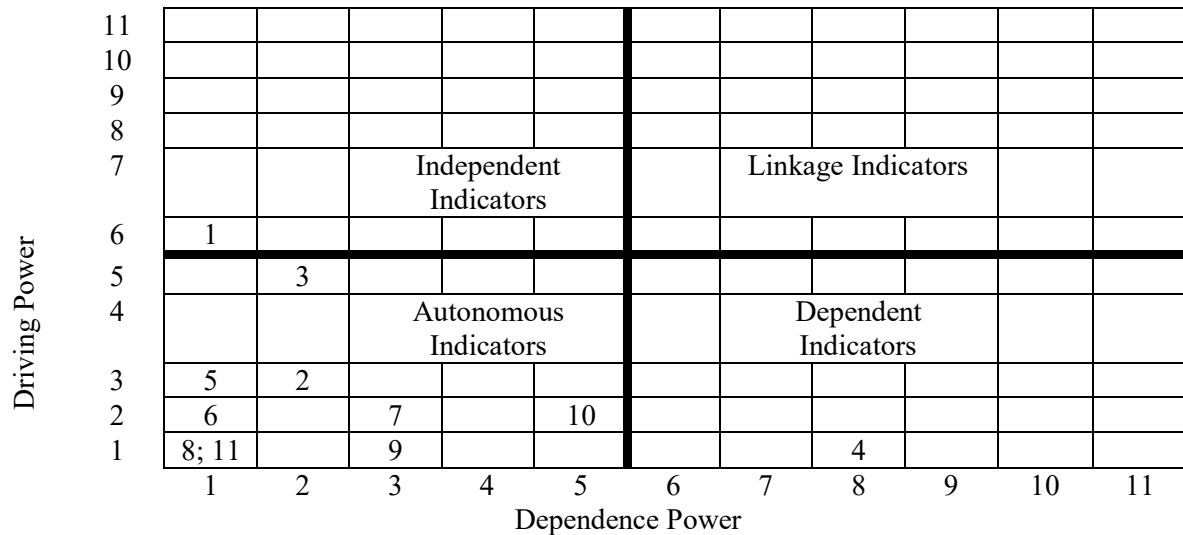 11
10
9
8
7 Independent Linkage Indicators
Indicators
6 1
5 3
4 Autonomous Dependent
Indicators Indicators
3 5 2
2 6 7 10
1 8; 11 9 4
1 2 3 4 5 6 7 8 9 10 11
Dependence Power
Driving Power